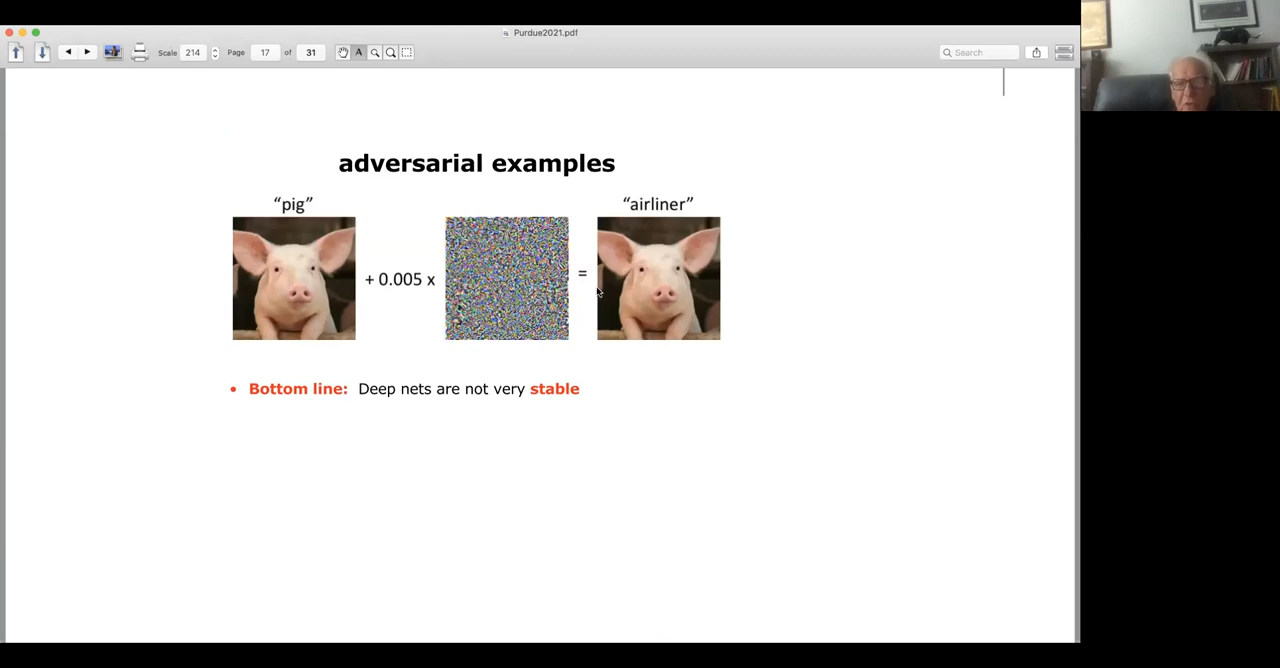 Purdue2021.pdf
Scale 214 Page 17 of 31 A Search
adversarial examples
“pig” “airliner”
+ 0.005 x =
• Bottom line: Deep nets are not very stable